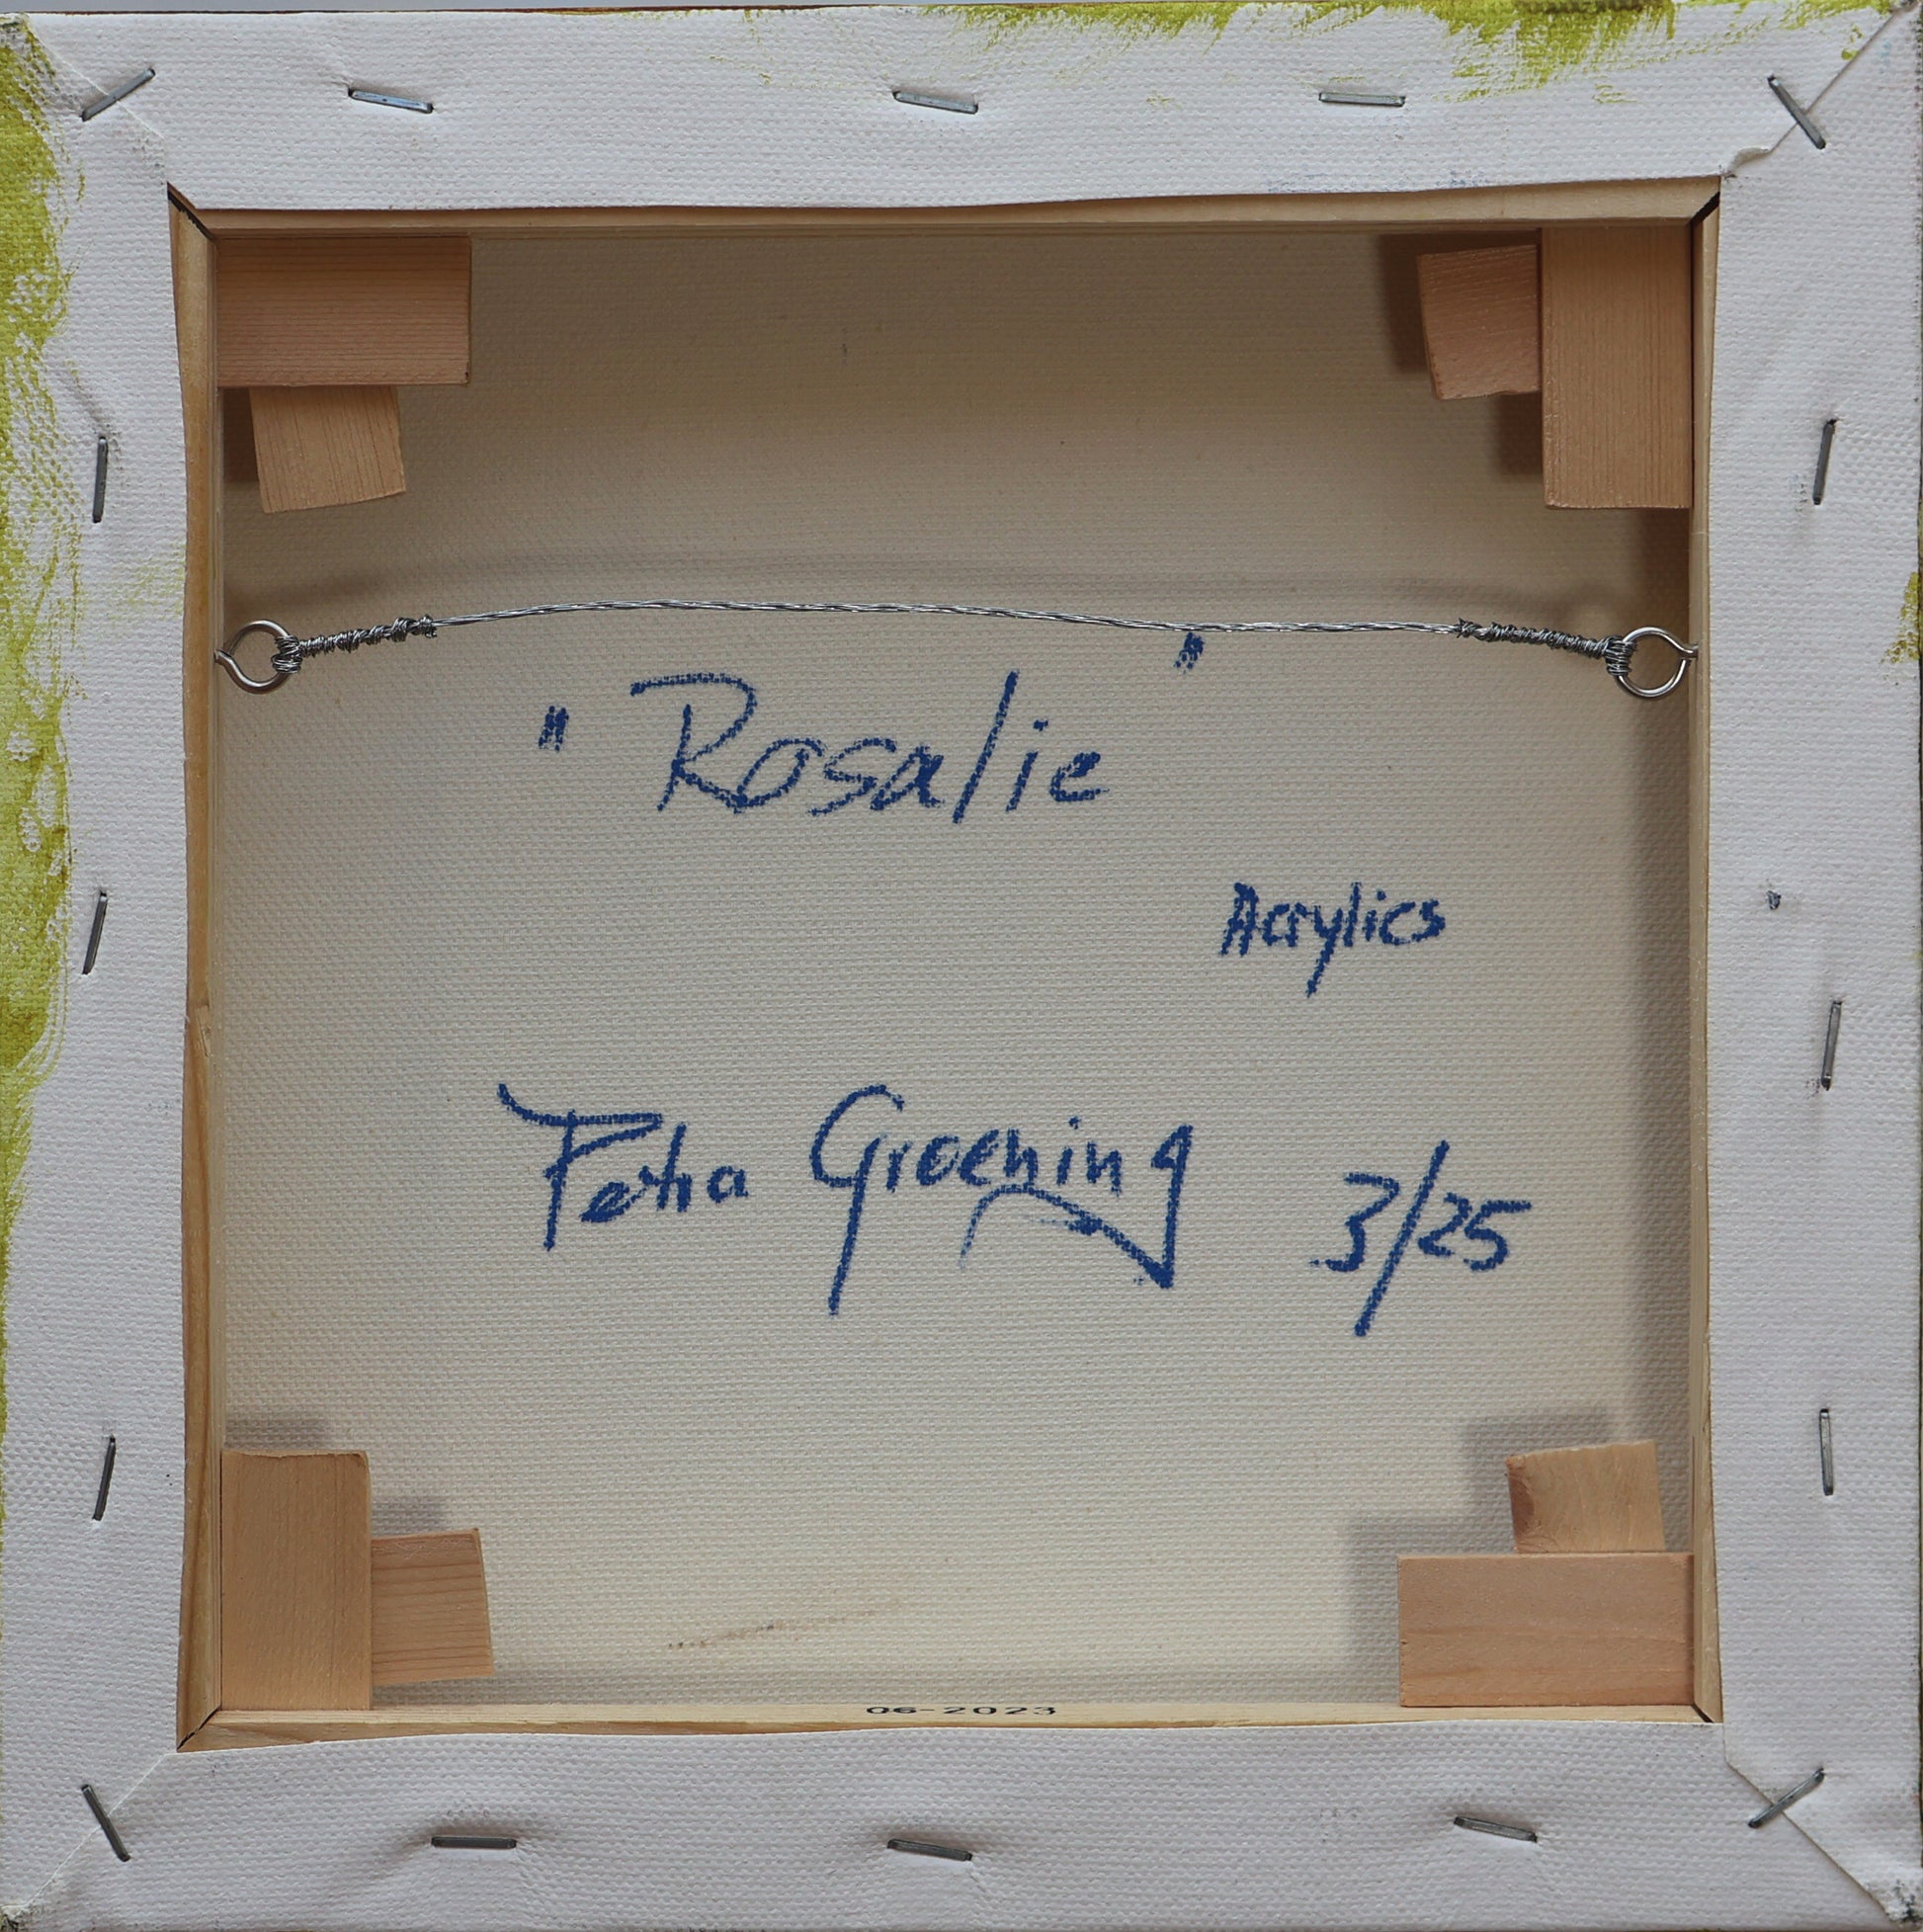 "Rosalie"
Acrylics
Petra Groening 3/25
06-2023